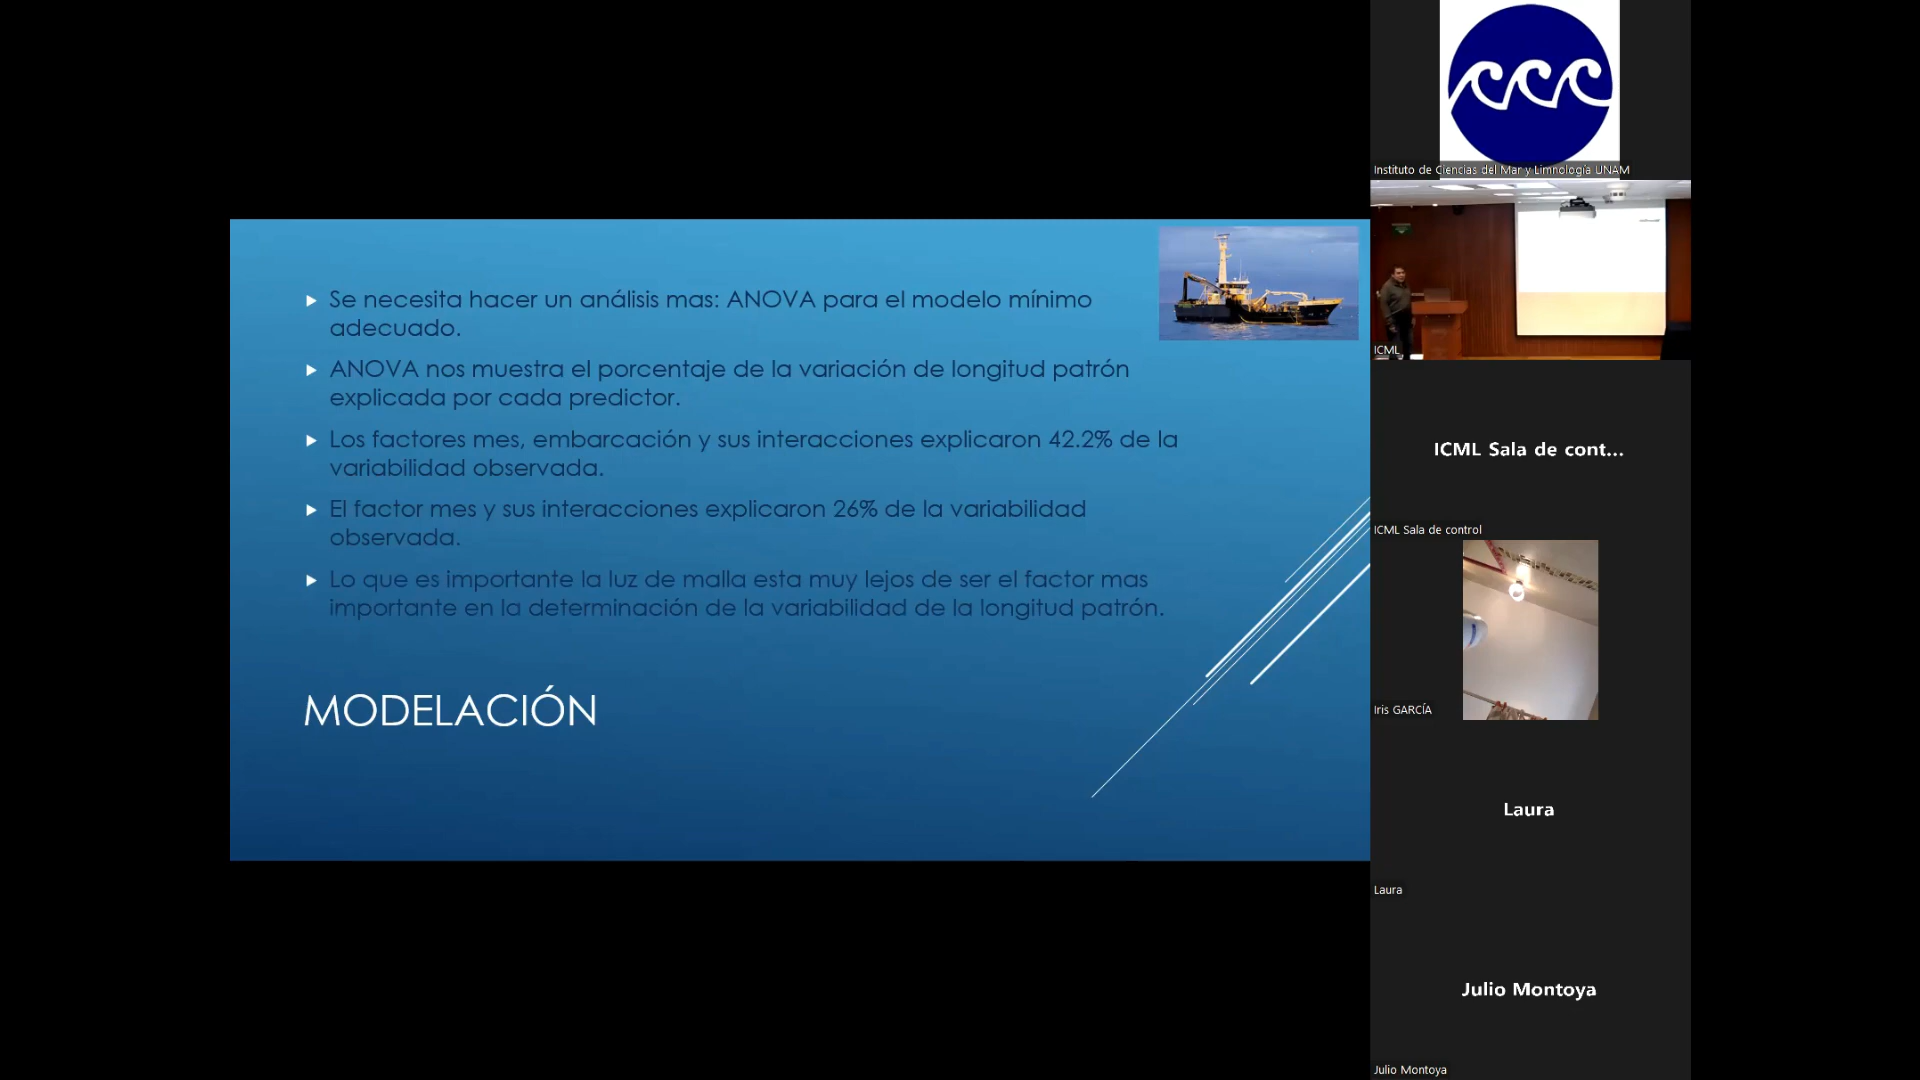 Se necesita hacer un análisis mas: ANOVA para el modelo mínimo
adecuado.
ANOVA nos muestra el porcentaje de la variación de longitud patrón
explicada por cada predictor.
Los factores mes, embarcación y sus interacciones explicaron 42.2% de la
variabilidad observada.
El factor mes y sus interacciones explicaron 26% de la variabilidad
observada.
Lo que es importante la luz de malla esta muy lejos de ser el factor mas
importante en la determinación de la variabilidad de la longitud patrón.
MODELACIÓN
Instituto de Ciencias del Mar y Limnología UNAM
ICML
ICML Sala de cont...
ICML Sala de control
Iris GARCÍA
Laura
Laura
Julio Montoya
Julio Montoya